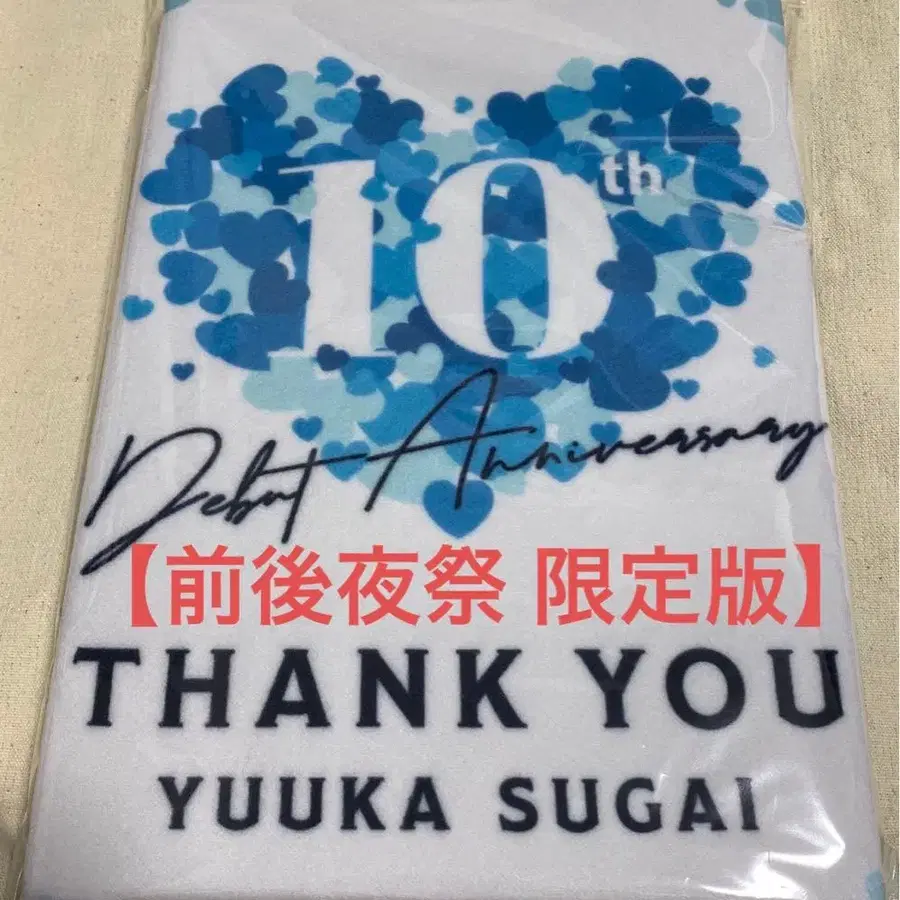 10th
Debut Anniversary
【前後夜祭 限定版】
THANK YOU
YUUKA SUGAI